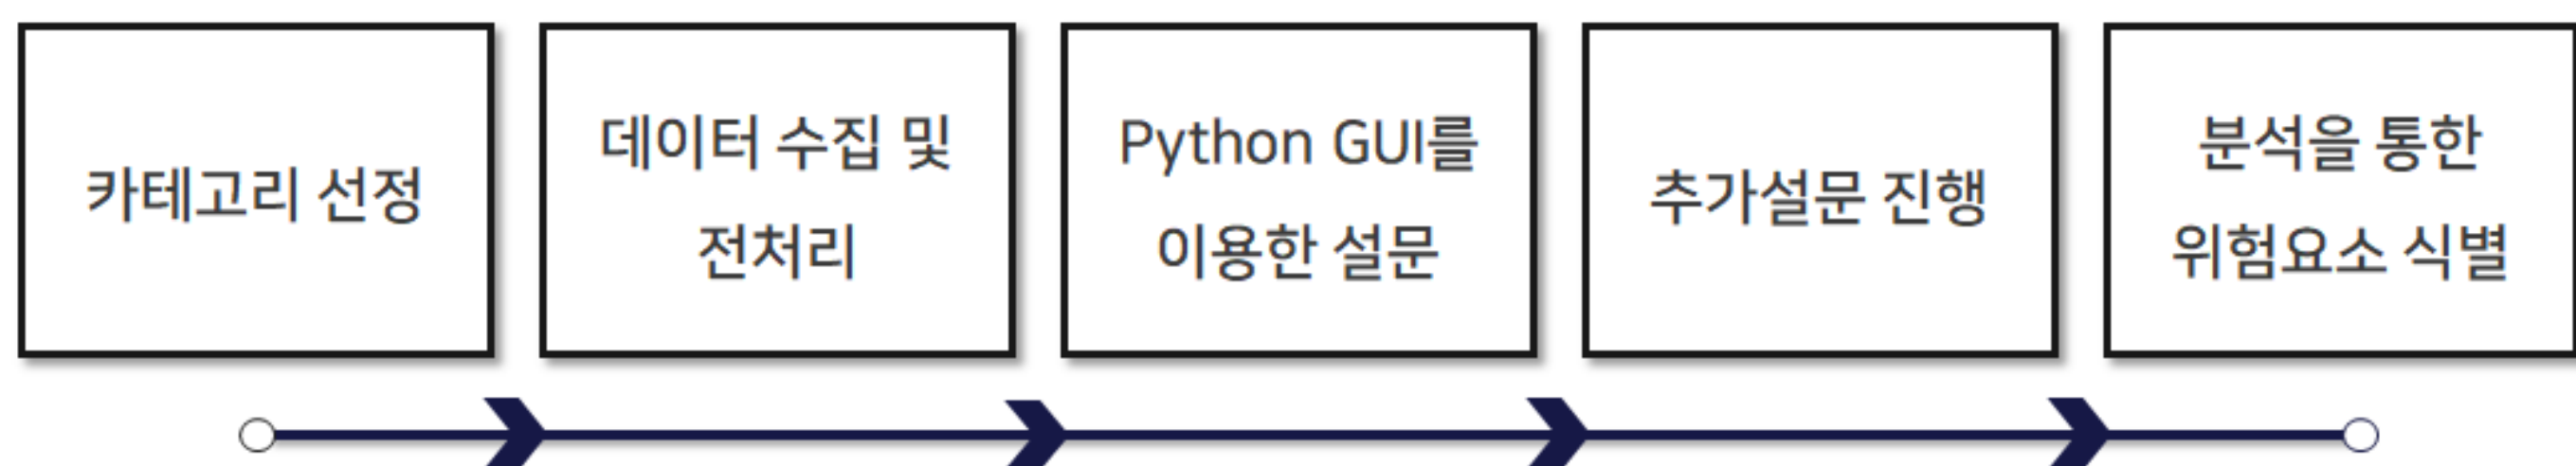 카테고리 선정
데이터 수집 및
전처리
Python GUI를
이용한 설문
추가설문 진행
분석을 통한
위험요소 식별